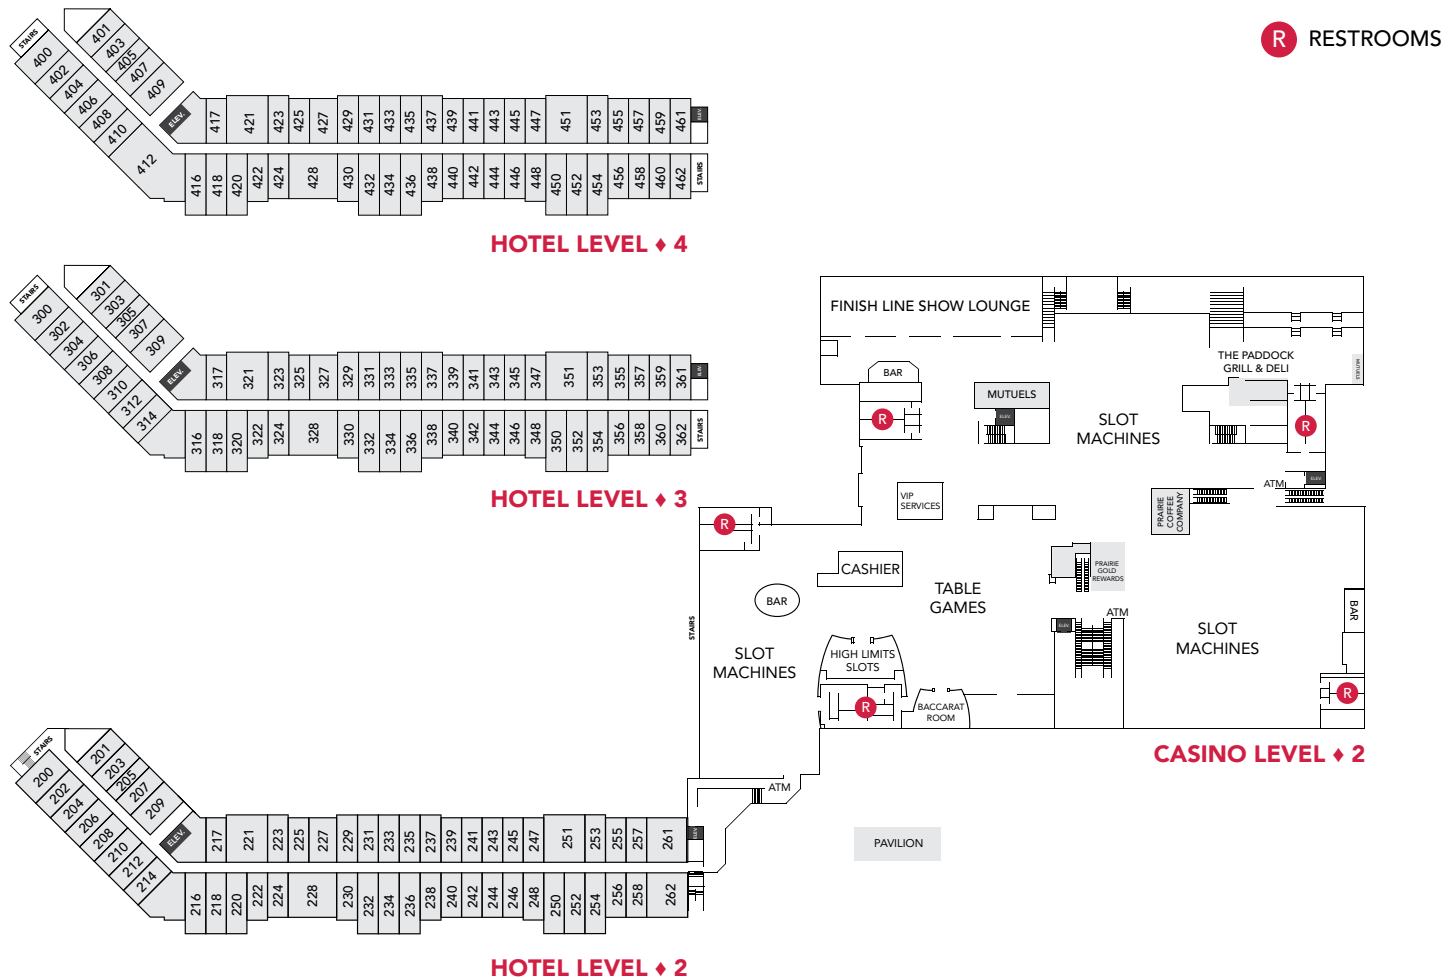 R RESTROOMS
STAIRS
401
403
405
407
409
400
402
404
406
408
410
412
ELEV.
417
421
423
425
427
429
431
433
435
437
439
441
443
445
447
451
453
455
457
459
461
ELEV.
416
418
420
422
424
428
430
432
434
436
438
440
442
444
446
448
450
452
454
456
458
460
462
STAIRS
HOTEL LEVEL ♦ 4
STAIRS
301
303
305
307
309
300
302
304
306
308
310
312
314
ELEV.
317
321
323
325
327
329
331
333
335
337
339
341
343
345
347
351
353
355
357
359
361
ELEV.
316
318
320
322
324
328
330
332
334
336
338
340
342
344
346
348
350
352
354
356
358
360
362
STAIRS
HOTEL LEVEL ♦ 3
FINISH LINE SHOW LOUNGE
THE PADDOCK
GRILL & DELI
MUTUELS
BAR
MUTUELS
ELEV.
R
SLOT
MACHINES
R
ELEV.
ATM
VIP
SERVICES
PRAIRIE
COFFEE
COMPANY
R
CASHIER
PRAIRIE
GOLD
REWARDS
TABLE
GAMES
BAR
BAR
ATM
ELEV.
STAIRS
SLOT
MACHINES
SLOT
MACHINES
HIGH LIMITS
SLOTS
R
R
BACCARAT
ROOM
CASINO LEVEL ♦ 2
ATM
PAVILION
STAIRS
201
203
205
207
209
200
202
204
206
208
210
212
214
ELEV.
217
221
223
225
227
229
231
233
235
237
239
241
243
245
247
251
253
255
257
261
ELEV.
216
218
220
222
224
228
230
232
234
236
238
240
242
244
246
248
250
252
254
256
258
262
HOTEL LEVEL ♦ 2